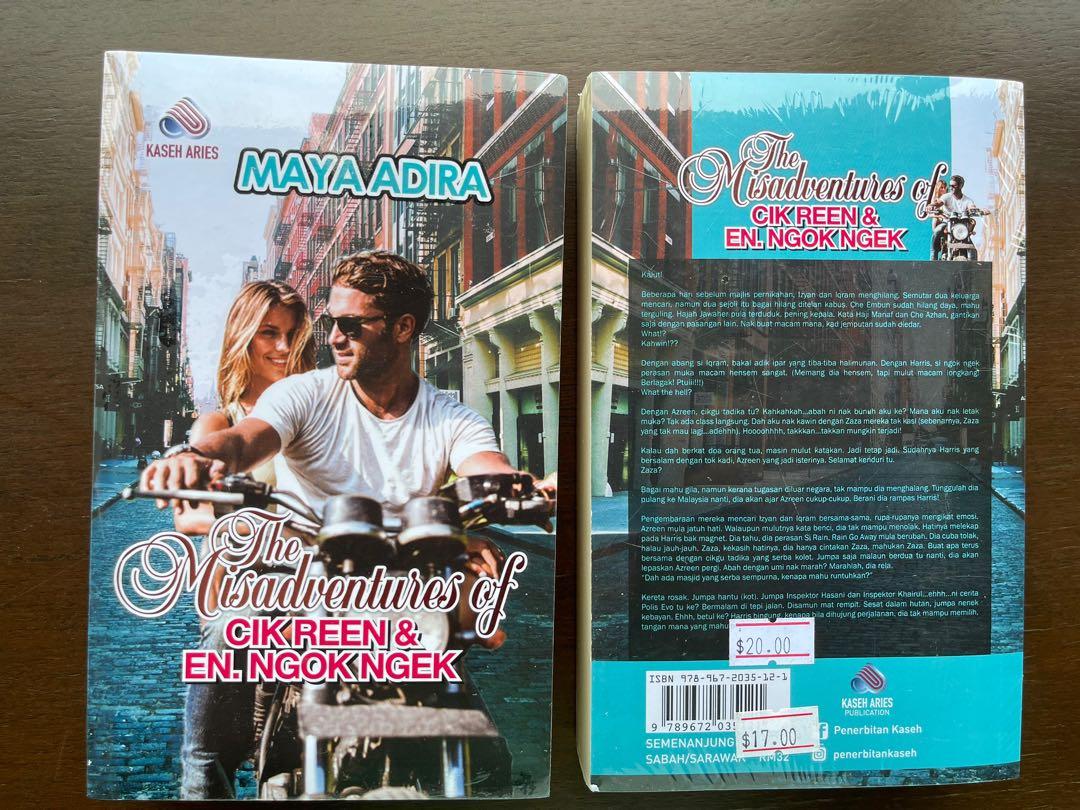 KASEH ARIES
MAYA ADIRA
The
Misadventures of
CIK REEN &
EN. NGOK NGEK
The
Misadventures of
CIK REEN &
EN. NGOK NGEK
Kalut!
Beberapa hari sebelum majlis pernikahan, Izyan dan Iqram menghilang. Semutar dua keluarga
mencari, namun dua sejoli itu bagai hilang ditelan kabus. Che Embun sudah hilang daya, mahu
terguling. Hajah Jawaher pula terduduk, pening kepala. Kata Haji Manaf dan Che Azhan, gantikan
saja dengan pasangan lain. Nak buat macam mana, kad jemputan sudah diedar.
What!?
Kahwin!??
Dengan abang si Iqram, bakal adik ipar yang tiba-tiba halimunan. Dengan Harris, si ngok ngek
perasan muka macam hensem sangat. (Memang dia hensem, tapi mulut macam longkang!
Berlagak! Ptuiii!!!)
What the hell?
Dengan Azreen, cikgu tadika tu? Kahkahkah...abah ni nak bunuh aku ke? Mana aku nak letak
muka? Tak ada class langsung. Dah aku nak kawin dengan Zaza mereka tak kasi (sebenarnya, Zaza
yang tak mau lagi...adehhh). Hoooohhhh, takkkan...takkan mungkin terjadi!
Kalau dah berkat doa orang tua, masin mulut katakan. Jadi tetap jadi. Sudahnya Harris yang
bersalam dengan tok kadi, Azreen yang jadi isterinya. Selamat kenduri tu.
Zaza?
Bagai mahu gila, namun kerana tugasan diluar negara, tak mampu dia menghalang. Tunggulah dia
pulang ke Malaysia nanti, dia akan ajar Azreen cukup-cukup. Berani dia rampas Harris!
Pengembaraan mereka mencari Izyan dan Iqram bersama-sama, rupa-rupanya mengikat emosi.
Azreen mula jatuh hati. Walaupun mulutnya kata benci, dia tak mampu menolak. Hatinya melekap
pada Harris bak magnet. Dia tahu, dia perasan Si Rain, Rain Go Away mula berubah. Dia cuba tolak,
halau jauh-jauh. Zaza, kekasih hatinya, dia hanya cintakan Zaza, mahukan Zaza. Buat apa terus
bersama dengan cikgu tadika yang serba kolot. Jumpa saja malaun berdua tu nanti, dia akan
lepaskan Azreen pergi. Abah dengan umi nak marah? Marahlah, dia rela.
"Dah ada masjid yang serba sempurna, kenapa mahu runtuhkan?"
Kereta rosak. Jumpa hantu (kot). Jumpa Inspektor Hasani dan Inspektor Khairul...ehhh...ni cerita
Polis Evo tu ke? Bermalam di tepi jalan. Disamun mat rempit. Sesat dalam hutan, jumpa nenek
kebayan. Ehhh, betul ke? Harris bingung, kenapa bila dihujung perjalanan, dia tak mampu memilih,
tangan mana yang mahu
$20.00
ISBN 978-967-2035-12-1
9 789672 035
$17.00
SEMENANJUNG
SABAH/SARAWAK RM32
KASEH ARIES
PUBLICATION
Penerbitan Kaseh
penerbitankaseh